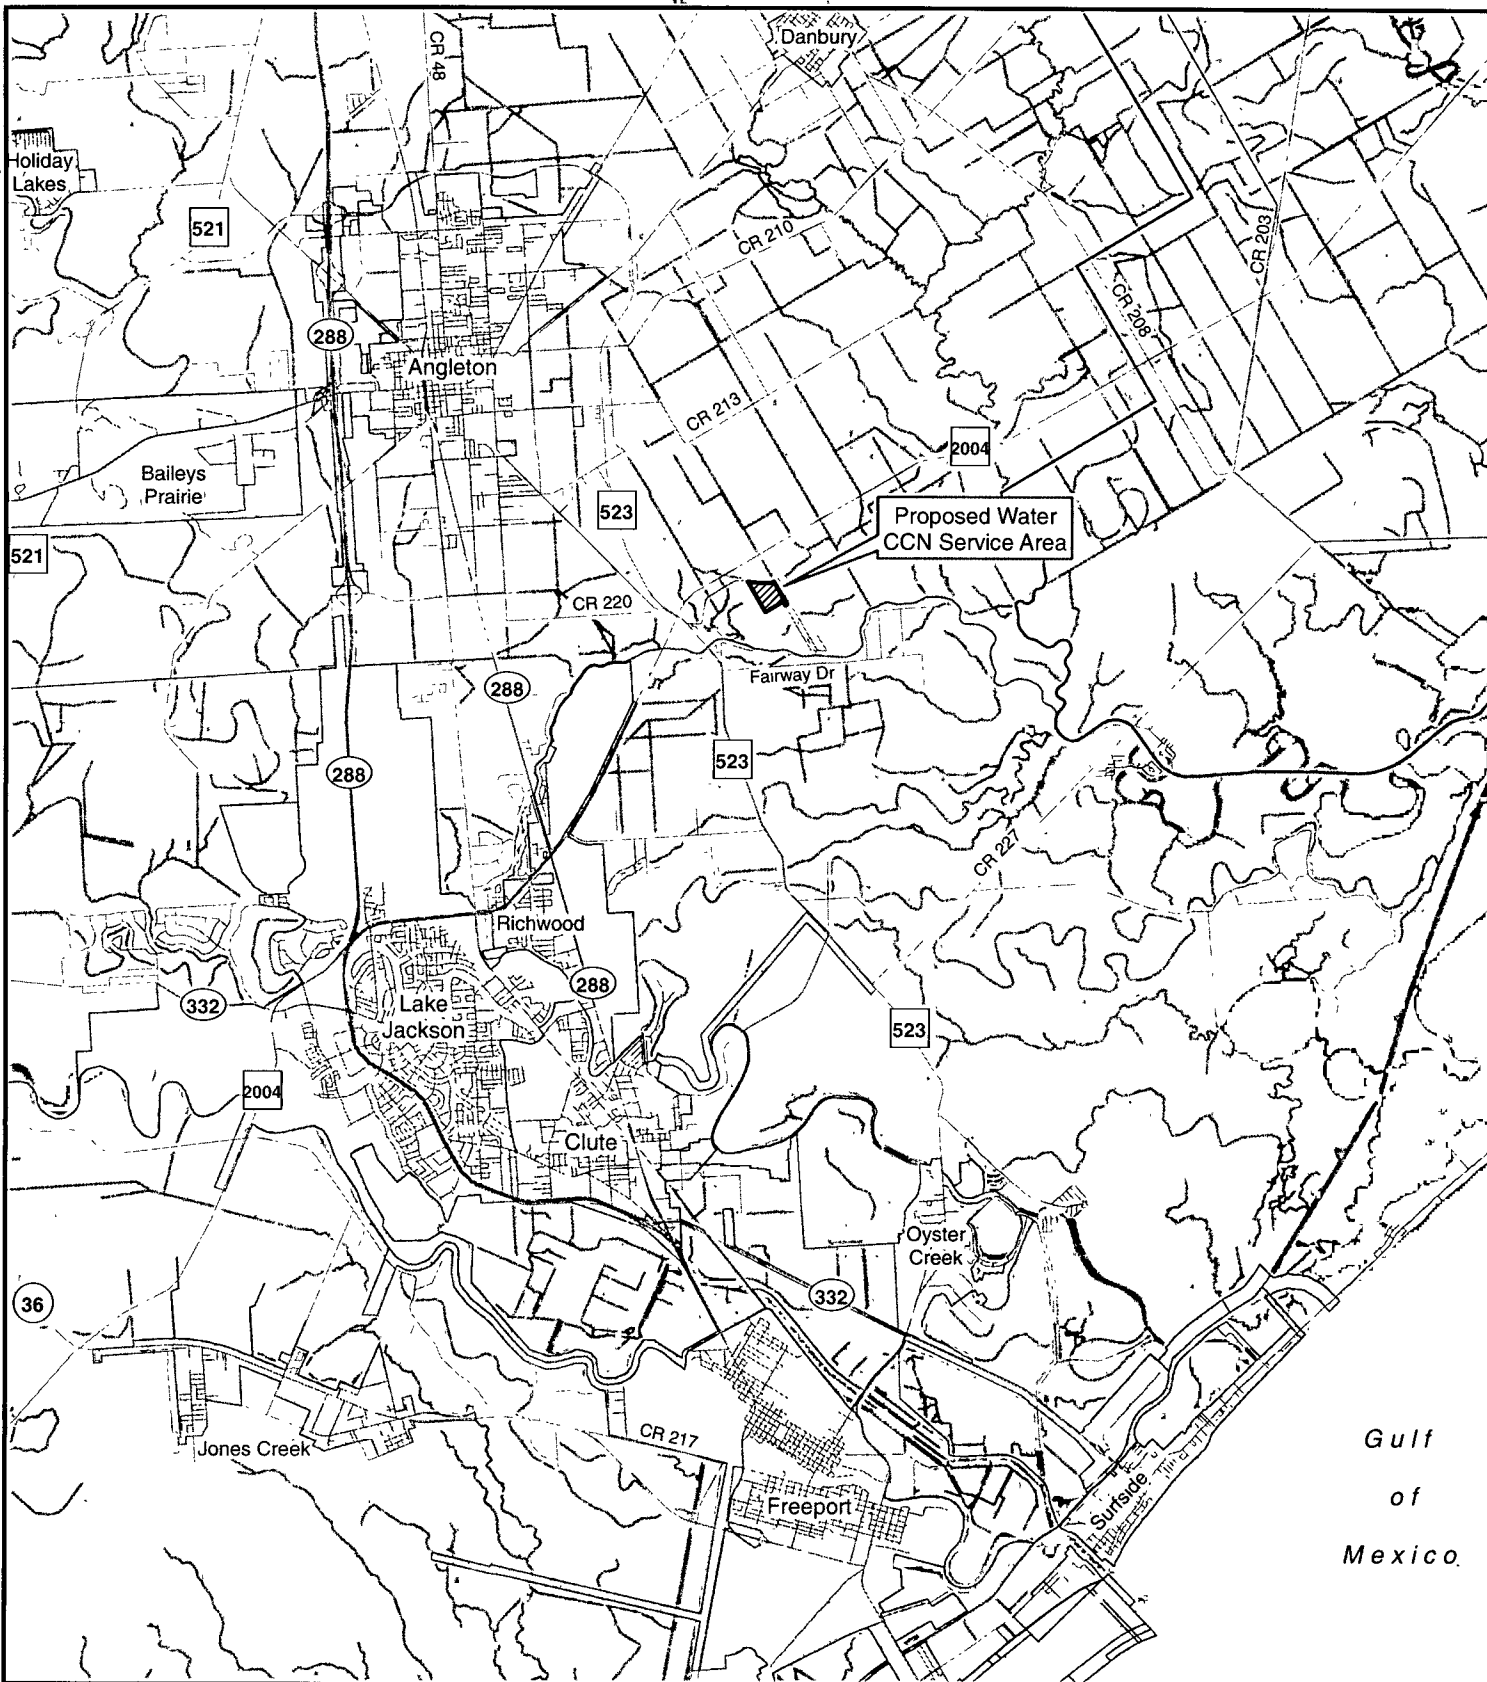 Danbury
CR 48
Holiday
Lakes
521
CR 210
CR 203
CR 208
288
Angleton
CR 213
2004
Baileys
Prairie
523
Proposed Water
CCN Service Area
521
CR 220
Fairway Dr
288
523
288
CR 227
Richwood
288
332
Lake
Jackson
523
2004
Clute
Oyster
Creek
36
332
Jones Creek
CR 217
Freeport
Surfside
Gulf
of
Mexico